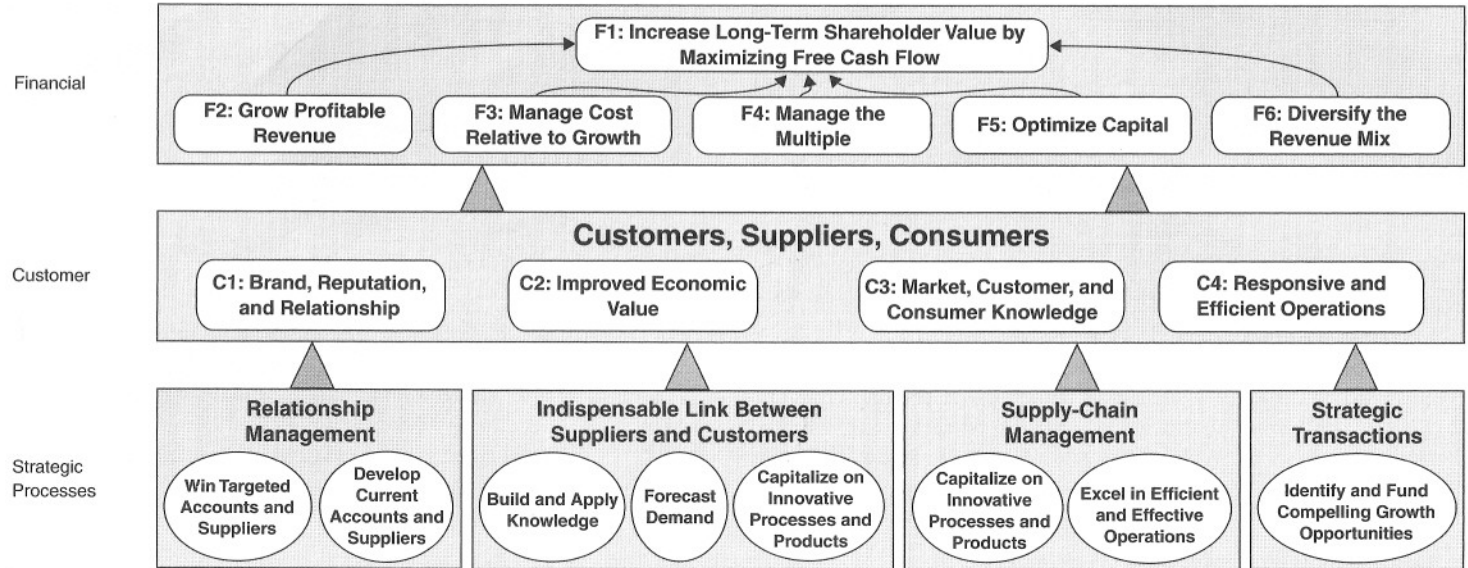 Financial
F1: Increase Long-Term Shareholder Value by
Maximizing Free Cash Flow
F2: Grow Profitable
Revenue
F3: Manage Cost
Relative to Growth
F4: Manage the
Multiple
F5: Optimize Capital
F6: Diversify the
Revenue Mix
Customer
Customers, Suppliers, Consumers
C1: Brand, Reputation,
and Relationship
C2: Improved Economic
Value
C3: Market, Customer, and
Consumer Knowledge
C4: Responsive and
Efficient Operations
Strategic
Processes
Relationship
Management
Win Targeted
Accounts and
Suppliers
Develop
Current
Accounts and
Suppliers
Indispensable Link Between
Suppliers and Customers
Build and Apply
Knowledge
Forecast
Demand
Capitalize on
Innovative
Processes and
Products
Supply-Chain
Management
Capitalize on
Innovative
Processes and
Products
Excel in Efficient
and Effective
Operations
Strategic
Transactions
Identify and Fund
Compelling Growth
Opportunities